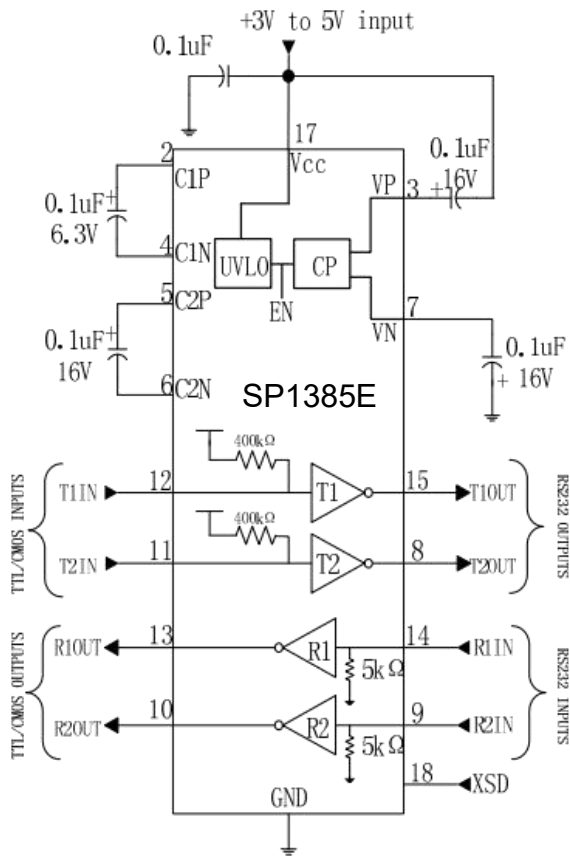 +3V to 5V input
0.1uF
17
Vcc
2
C1P
0.1uF
+
6.3V
4
C1N
5
C2P
0.1uF
+
16V
6
C2N
VP
3
0.1uF
+
16V
UVLO
CP
EN
7
VN
0.1uF
+ 16V
SP1385E
TTL/CMOS INPUTS
T1IN
12
400kΩ
T1
15
T1OUT
T2IN
11
400kΩ
T2
8
T2OUT
RS232 OUTPUTS
TTL/CMOS OUTPUTS
R1OUT
13
R1
5kΩ
14
R1IN
R2OUT
10
R2
5kΩ
9
R2IN
RS232 INPUTS
18
XSD
GND